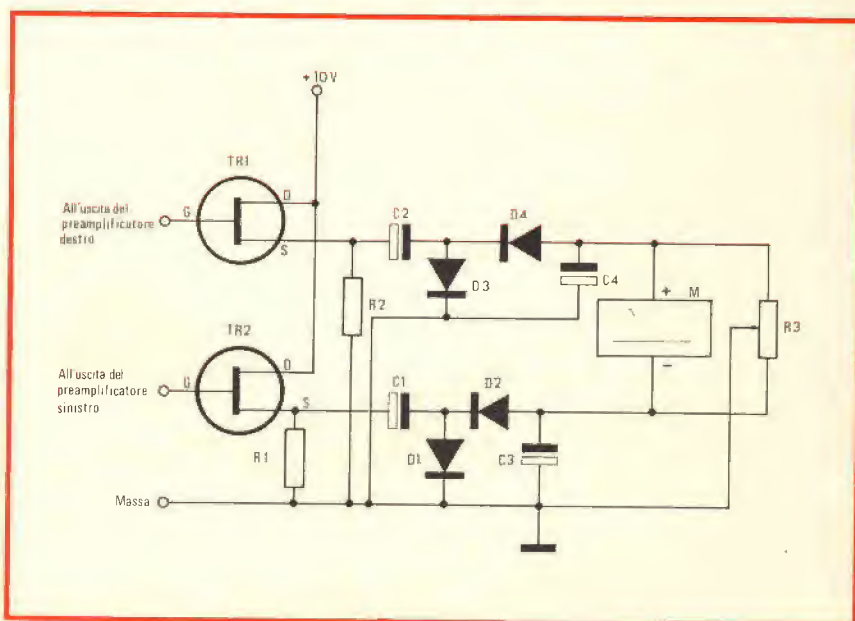 +10V
TR1
D
All'uscita del
preamplificatore
destro
G
S
C2
D4
D3
C4
+ M
R2
R3
TR2
D
All'uscita del
preamplificatore
sinistro
G
S
C1
D2
-
R1
D1
C3
Massa